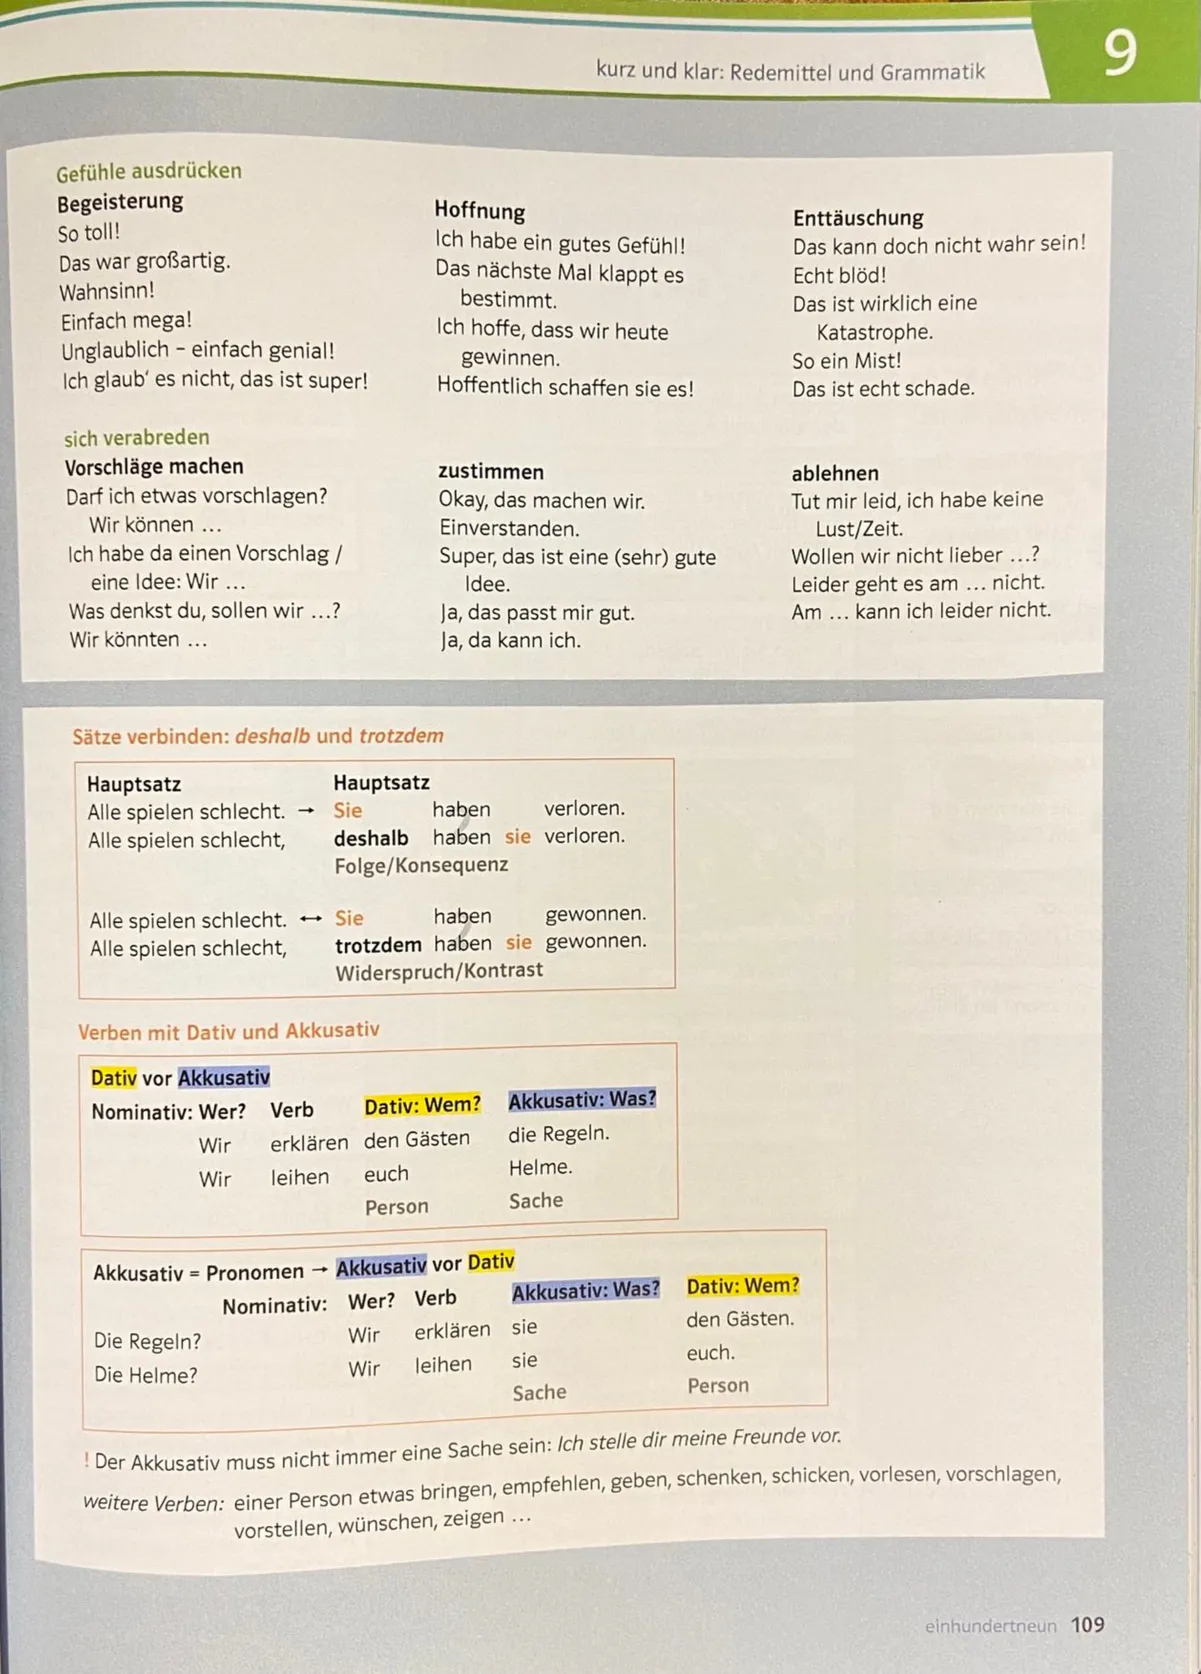 kurz und klar: Redemittel und Grammatik
9
Gefühle ausdrücken
Begeisterung
So toll!
Das war großartig.
Wahnsinn!
Einfach mega!
Unglaublich – einfach genial!
Ich glaub' es nicht, das ist super!
Hoffnung
Ich habe ein gutes Gefühl!
Das nächste Mal klappt es
bestimmt.
Ich hoffe, dass wir heute
gewinnen.
Hoffentlich schaffen sie es!
Enttäuschung
Das kann doch nicht wahr sein!
Echt blöd!
Das ist wirklich eine
Katastrophe.
So ein Mist!
Das ist echt schade.
sich verabreden
Vorschläge machen
Darf ich etwas vorschlagen?
Wir können ...
Ich habe da einen Vorschlag /
eine Idee: Wir ...
Was denkst du, sollen wir ...?
Wir könnten ...
zustimmen
Okay, das machen wir.
Einverstanden.
Super, das ist eine (sehr) gute
Idee.
Ja, das passt mir gut.
Ja, da kann ich.
ablehnen
Tut mir leid, ich habe keine
Lust/Zeit.
Wollen wir nicht lieber ...?
Leider geht es am ... nicht.
Am ... kann ich leider nicht.
Sätze verbinden: deshalb und trotzdem
Hauptsatz Hauptsatz
Alle spielen schlecht. → Sie haben verloren.
Alle spielen schlecht, deshalb haben sie verloren.
Folge/Konsequenz
Alle spielen schlecht. ↔ Sie haben gewonnen.
Alle spielen schlecht, trotzdem haben sie gewonnen.
Widerspruch/Kontrast
Verben mit Dativ und Akkusativ
Dativ vor Akkusativ
Nominativ: Wer? Verb Dativ: Wem? Akkusativ: Was?
Wir erklären den Gästen die Regeln.
Wir leihen euch Helme.
Person Sache
Akkusativ = Pronomen → Akkusativ vor Dativ
Nominativ: Wer? Verb Akkusativ: Was? Dativ: Wem?
Die Regeln? Wir erklären sie den Gästen.
Die Helme? Wir leihen sie euch.
Sache Person
! Der Akkusativ muss nicht immer eine Sache sein: Ich stelle dir meine Freunde vor.
weitere Verben: einer Person etwas bringen, empfehlen, geben, schenken, schicken, vorlesen, vorschlagen,
vorstellen, wünschen, zeigen ...
einhundertneun 109